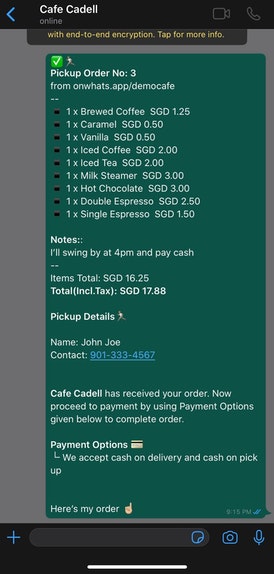 Cafe Cadell
online
with end-to-end encryption. Tap for more info.
Pickup Order No: 3
from onwhats.app/democafe
--
1 x Brewed Coffee  SGD 1.25
1 x Caramel  SGD 0.50
1 x Vanilla  SGD 0.50
1 x Iced Coffee  SGD 2.00
1 x Iced Tea  SGD 2.00
1 x Milk Steamer  SGD 3.00
1 x Hot Chocolate  SGD 3.00
1 x Double Espresso  SGD 2.50
1 x Single Espresso  SGD 1.50
Notes::
I'll swing by at 4pm and pay cash
--
Items Total: SGD 16.25
Total(Incl.Tax): SGD 17.88
Pickup Details
Name: John Joe
Contact: 901-333-4567
Cafe Cadell has received your order. Now
proceed to payment by using Payment Options
given below to complete order.
Payment Options
└ We accept cash on delivery and cash on pick
up
Here's my order
9:15 PM